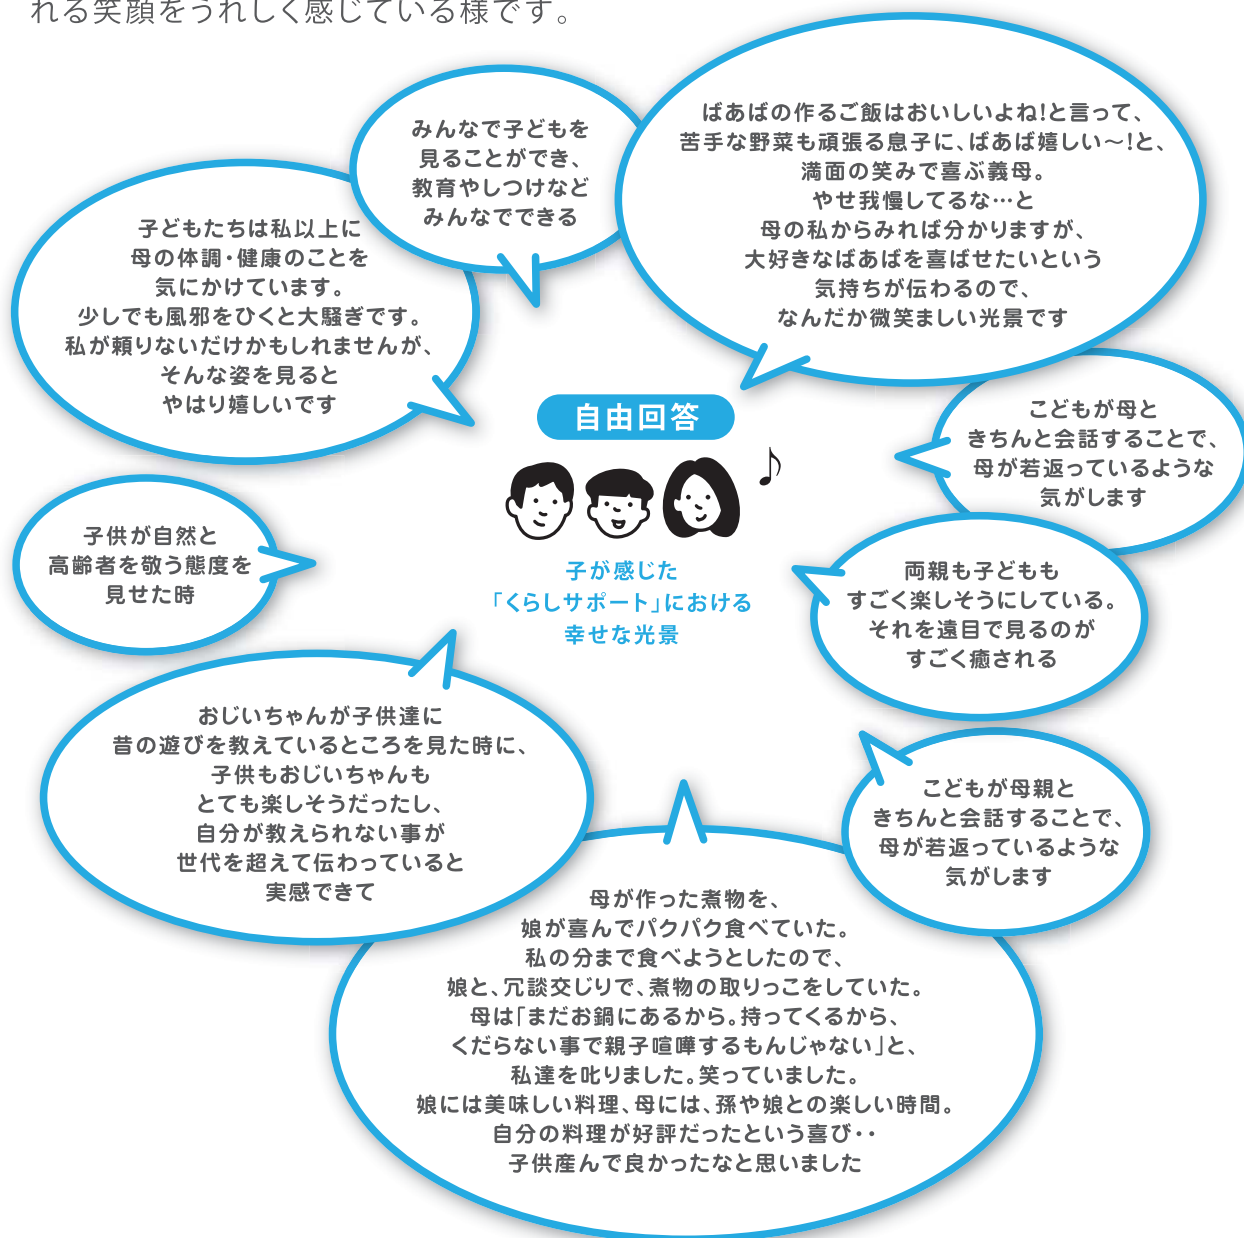 れる笑顔をうれしく感じている様です。
みんなで子どもを
見ることができ、
教育やしつけなど
みんなでできる
ばあばの作るご飯はおいしいよね!と言って、
苦手な野菜も頑張る息子に、ばあば嬉しい〜!と、
満面の笑みで喜ぶ義母。
やせ我慢してるな…と
母の私からみれば分かりますが、
大好きなばあばを喜ばせたいという
気持ちが伝わるので、
なんだか微笑ましい光景です
子どもたちは私以上に
母の体調・健康のことを
気にかけています。
少しでも風邪をひくと大騒ぎです。
私が頼りないだけかもしれませんが、
そんな姿を見ると
やはり嬉しいです
自由回答
子が感じた
「くらしサポート」における
幸せな光景
こどもが母と
きちんと会話することで、
母が若返っているような
気がします
子供が自然と
高齢者を敬う態度を
見せた時
両親も子どもも
すごく楽しそうにしている。
それを遠目で見るのが
すごく癒される
おじいちゃんが子供達に
昔の遊びを教えているところを見た時に、
子供もおじいちゃんも
とても楽しそうだったし、
自分が教えられない事が
世代を超えて伝わっていると
実感できて
こどもが母親と
きちんと会話することで、
母が若返っているような
気がします
母が作った煮物を、
娘が喜んでパクパク食べていた。
私の分まで食べようとしたので、
娘と、冗談交じりで、煮物の取りっこをしていた。
母は「まだお鍋にあるから。持ってくるから、
くだらない事で親子喧嘩するもんじゃない」と、
私達を叱りました。笑っていました。
娘には美味しい料理、母には、孫や娘との楽しい時間。
自分の料理が好評だったという喜び・・
子供産んで良かったなと思いました